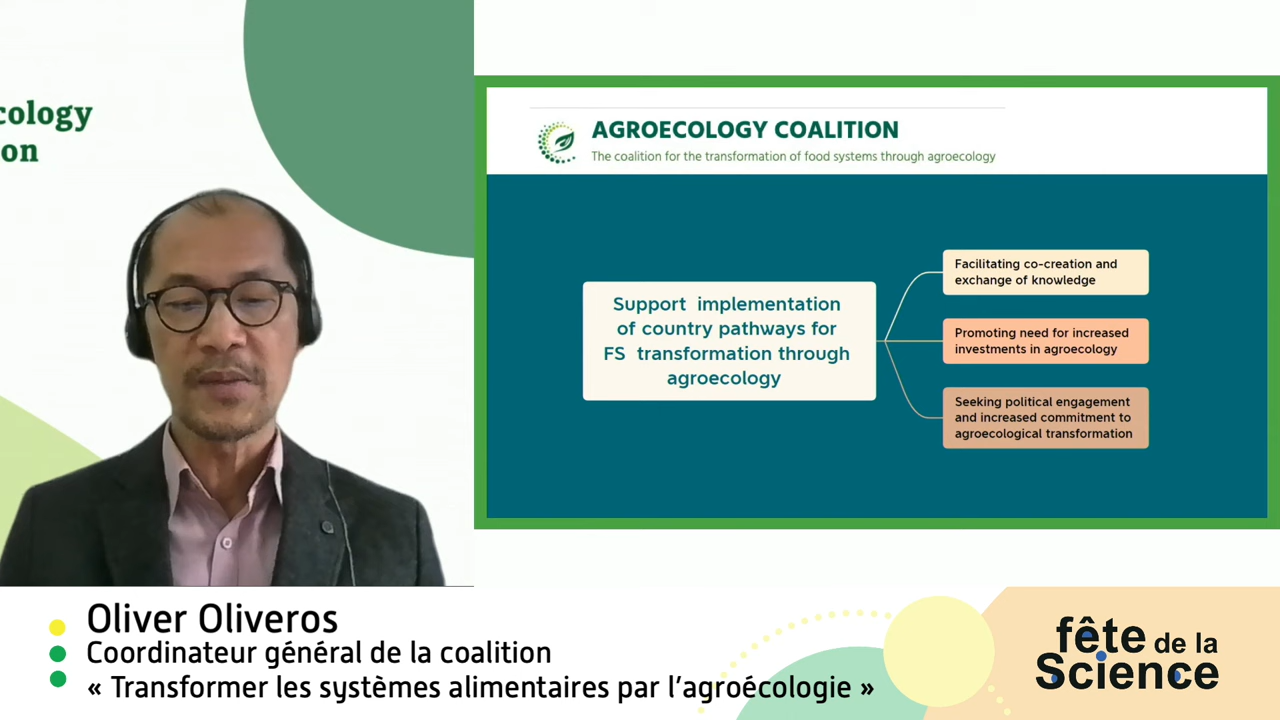 cology
on
AGROECOLOGY COALITION
The coalition for the transformation of food systems through agroecology
Support implementation
of country pathways for
FS transformation through
agroecology
Facilitating co-creation and
exchange of knowledge
Promoting need for increased
investments in agroecology
Seeking political engagement
and increased commitment to
agroecological transformation
Oliver Oliveros
Coordinateur général de la coalition
« Transformer les systèmes alimentaires par l'agroécologie »
fête de la
Science